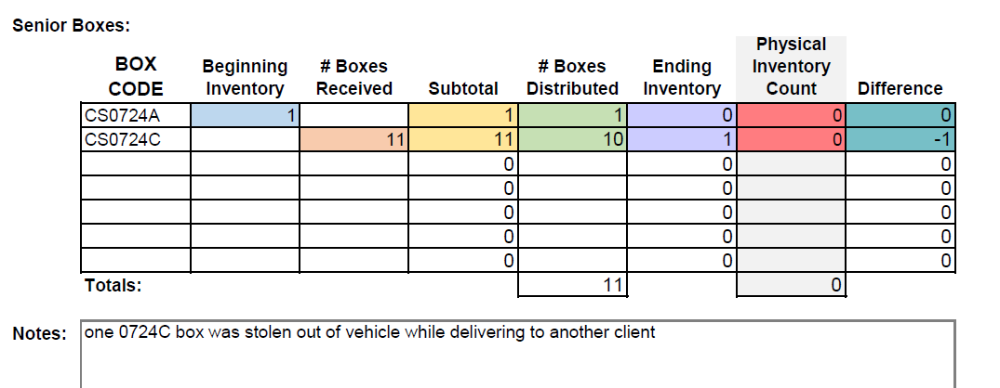 Senior Boxes:
BOX CODE Beginning Inventory # Boxes Received Subtotal # Boxes Distributed Ending Inventory Physical Inventory Count Difference
CS0724A 1 1 1 0 0 0
CS0724C 11 11 10 1 0 -1
0 0 0
0 0 0
0 0 0
0 0 0
0 0 0
Totals: 11 0
Notes: one 0724C box was stolen out of vehicle while delivering to another client